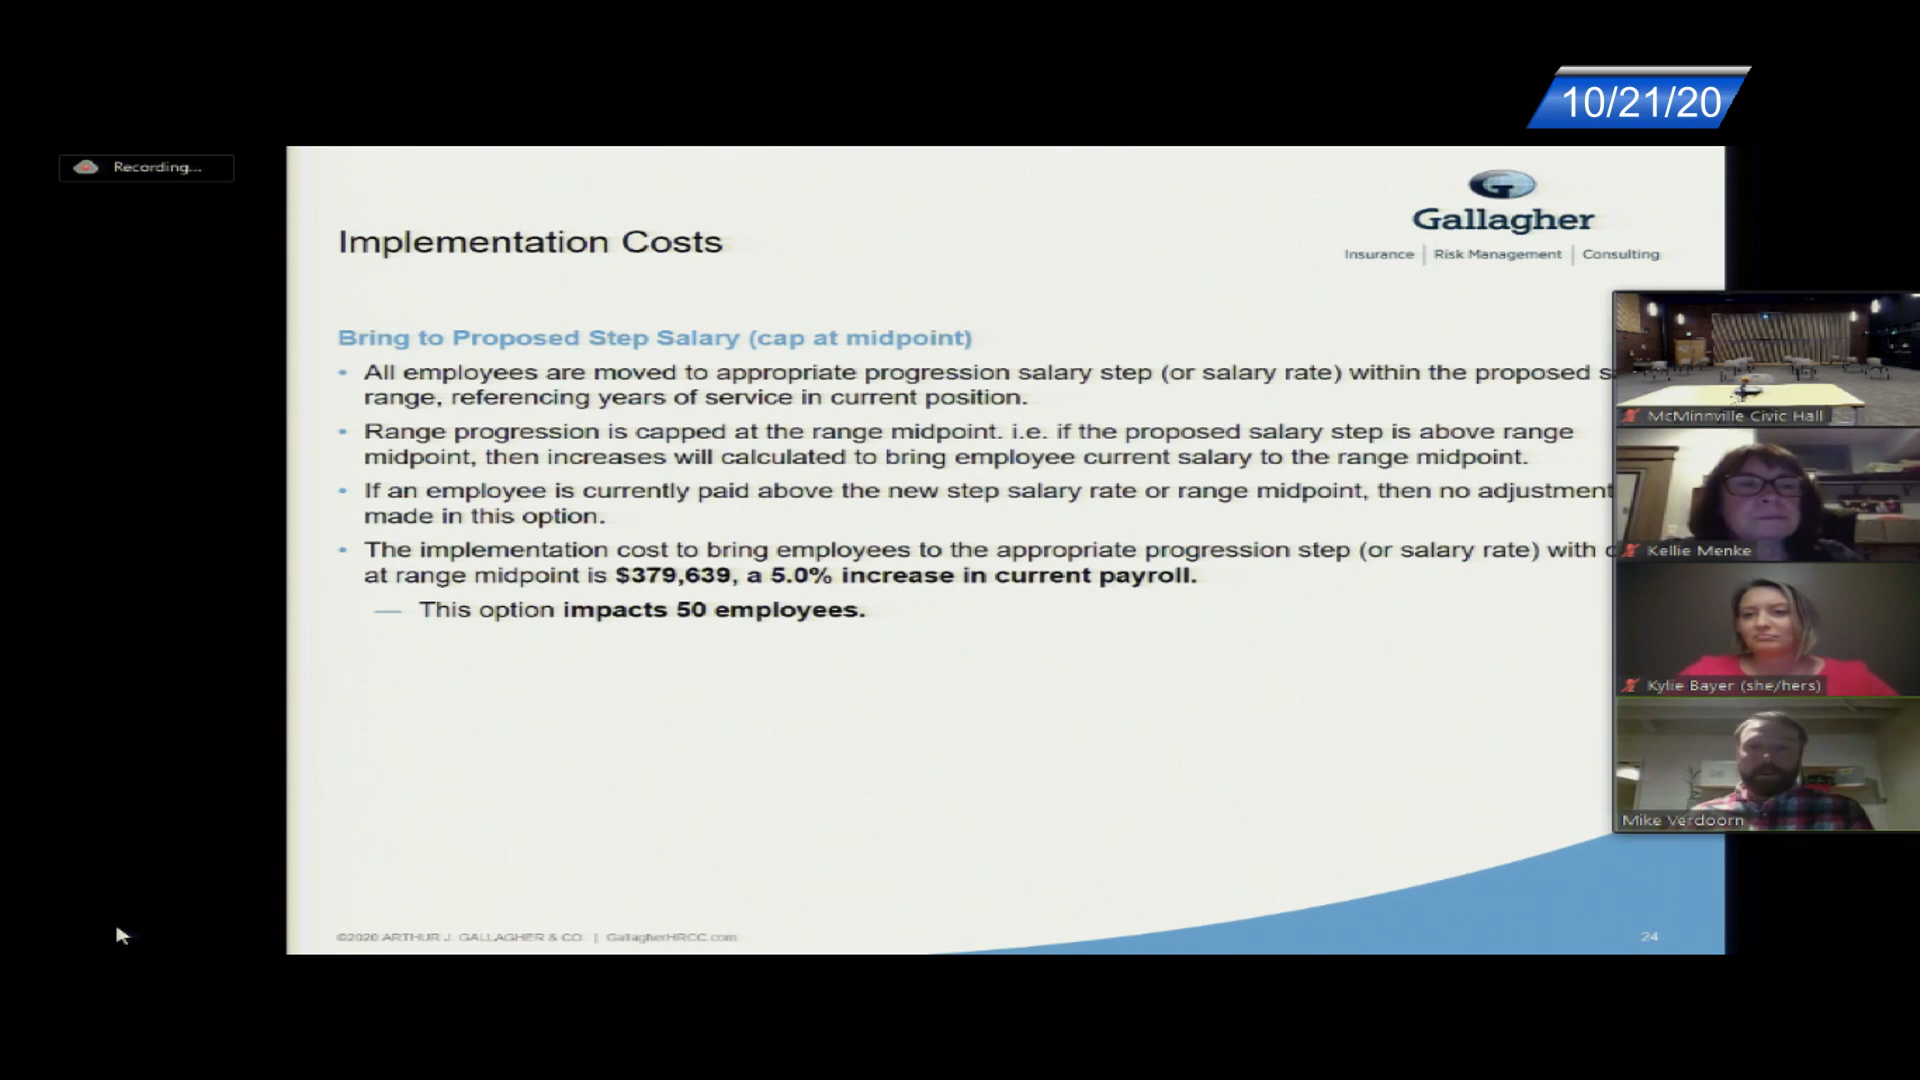 10/21/20
Recording...
Gallagher
Insurance | Risk Management | Consulting
Implementation Costs
Bring to Proposed Step Salary (cap at midpoint)
• All employees are moved to appropriate progression salary step (or salary rate) within the proposed s
range, referencing years of service in current position.
• Range progression is capped at the range midpoint. i.e. if the proposed salary step is above range
midpoint, then increases will calculated to bring employee current salary to the range midpoint.
• If an employee is currently paid above the new step salary rate or range midpoint, then no adjustment
made in this option.
• The implementation cost to bring employees to the appropriate progression step (or salary rate) with
at range midpoint is $379,639, a 5.0% increase in current payroll.
— This option impacts 50 employees.
McMinnville Civic Hall
Kellie Menke
Kylie Bayer (she/hers)
Mike Verdoorn
©2020 ARTHUR J. GALLAGHER & CO. | GallagherHRCC.com
24